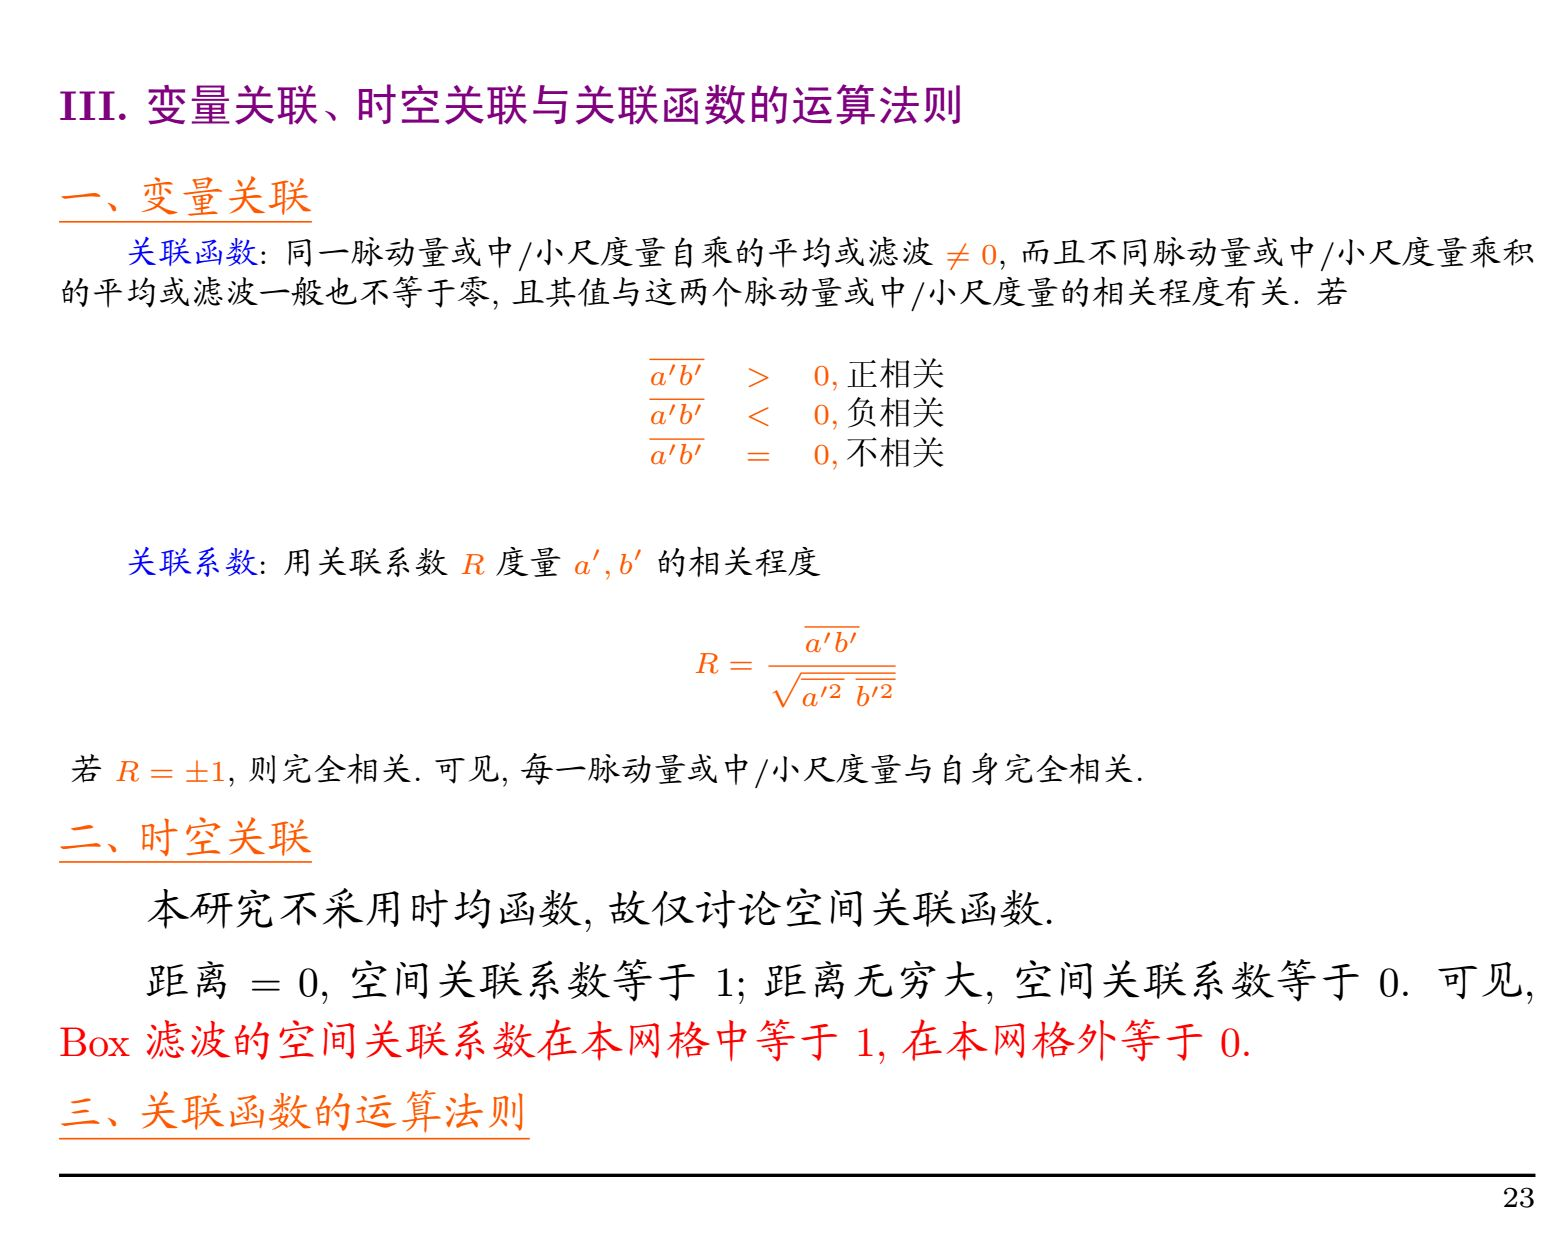 III. 变量关联、时空关联与关联函数的运算法则
一、变量关联
关联函数: 同一脉动量或中/小尺度量自乘的平均或滤波 ≠ 0, 而且不同脉动量或中/小尺度量乘积
的平均或滤波一般也不等于零, 且其值与这两个脉动量或中/小尺度量的相关程度有关. 若
$\overline{a'b'}$ > 0, 正相关
$\overline{a'b'}$ < 0, 负相关
$\overline{a'b'}$ = 0, 不相关
关联系数: 用关联系数 R 度量 a′, b′ 的相关程度
$R = \frac{\overline{a'b'}}{\sqrt{\overline{a'^2}\ \overline{b'^2}}}$
若 R = ±1, 则完全相关. 可见, 每一脉动量或中/小尺度量与自身完全相关.
二、时空关联
本研究不采用时均函数, 故仅讨论空间关联函数.
距离 = 0, 空间关联系数等于 1; 距离无穷大, 空间关联系数等于 0. 可见,
Box 滤波的空间关联系数在本网格中等于 1, 在本网格外等于 0.
三、关联函数的运算法则
23